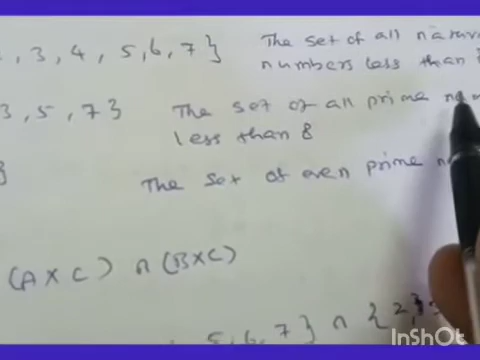 , 3, 4, 5, 6, 7} The set of all
numbers less than
3, 5, 7} The set of all prime
less than 8
} The set of even prime
(A × C) ∩ (B × C)
5, 6, 7} ∩ {2,
InShOt